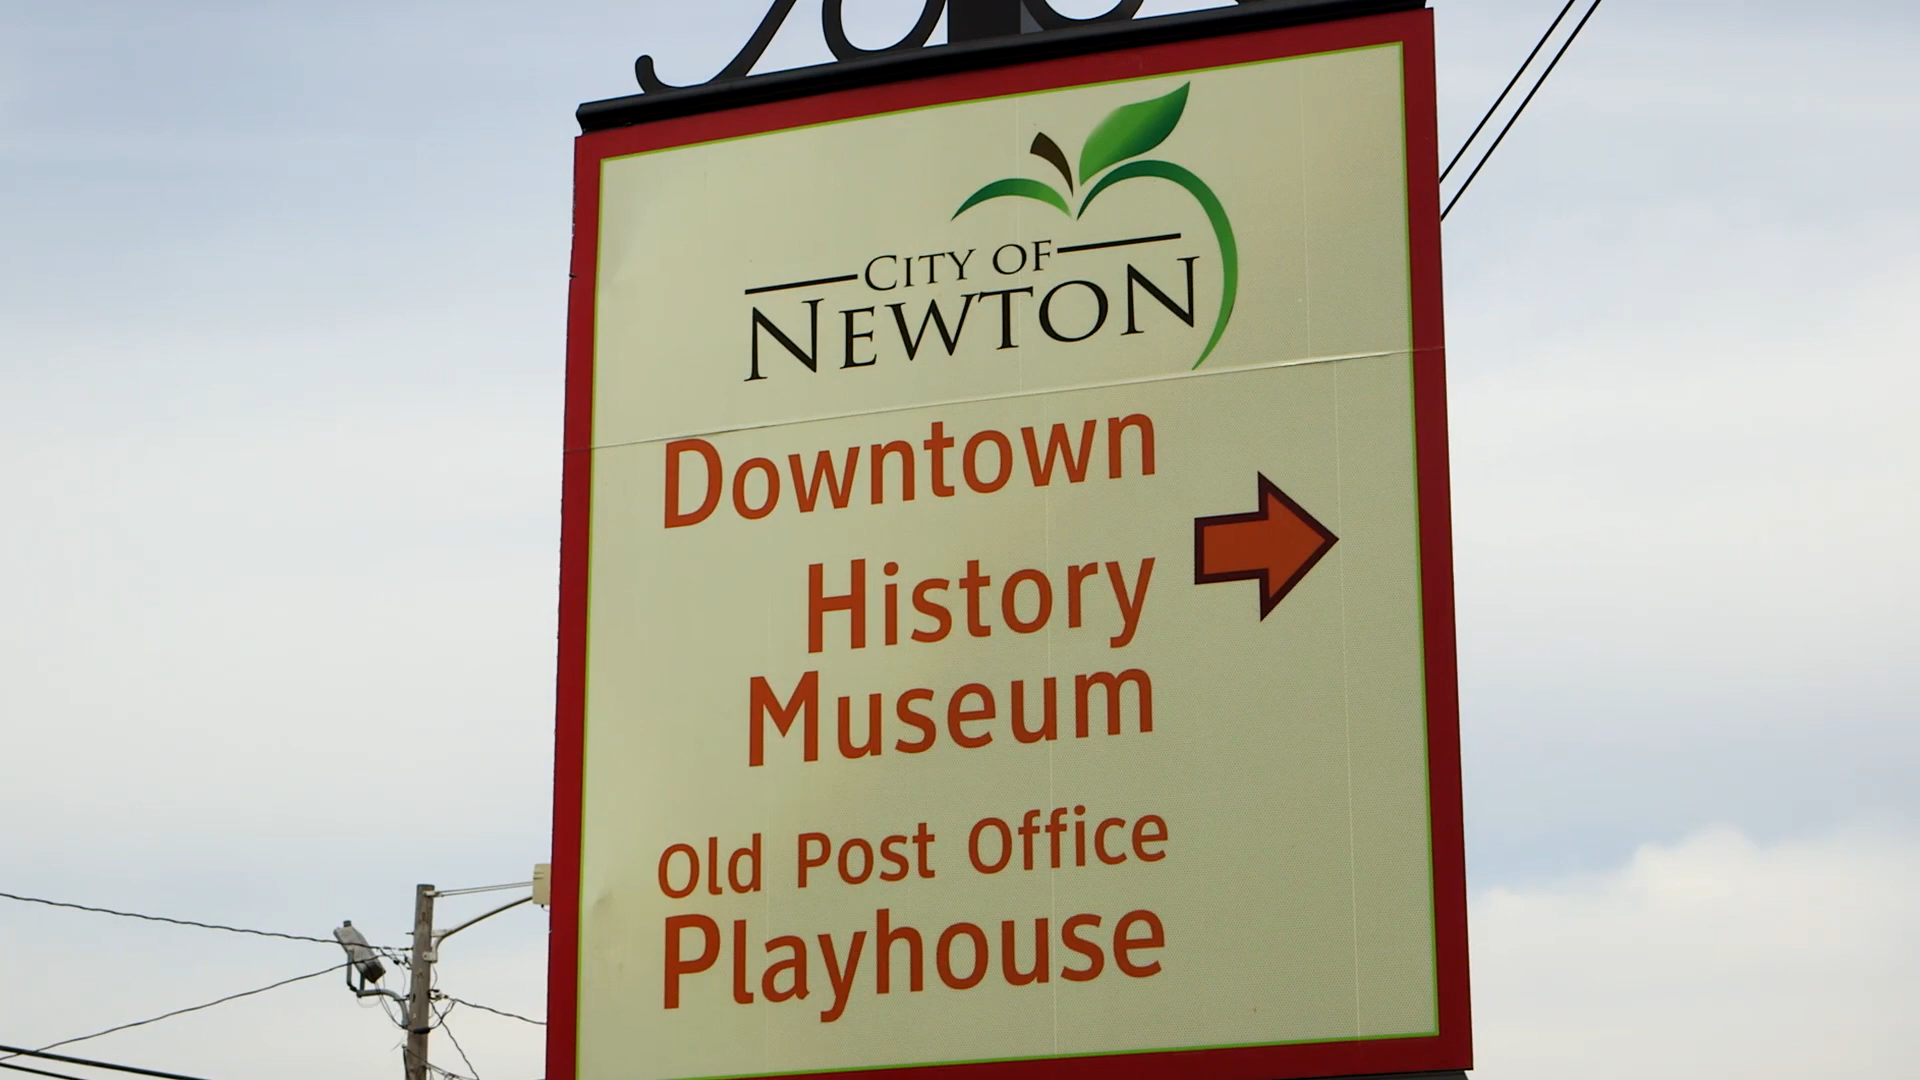 CITY OF
NEWTON
Downtown
History
Museum
Old Post Office
Playhouse